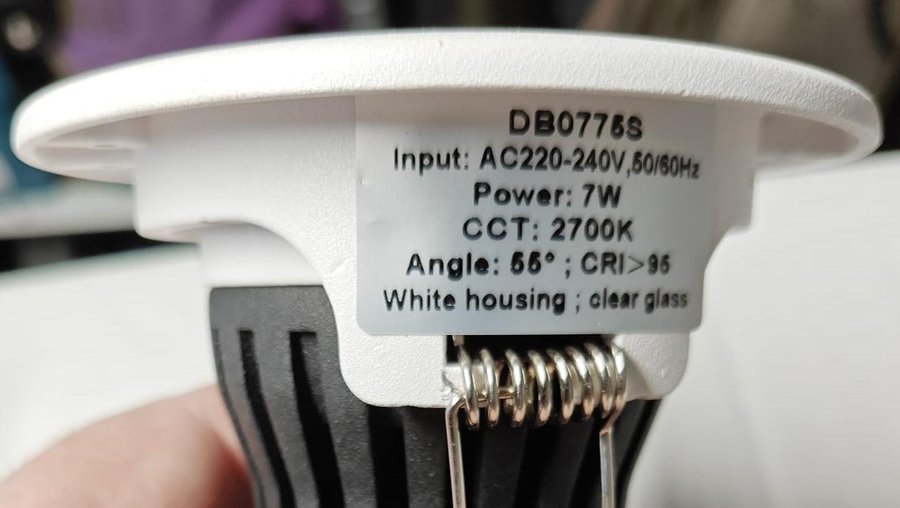 DB0775S
Input: AC220-240V,50/60Hz
Power: 7W
CCT: 2700K
Angle: 55° ; CRI>95
White housing ; clear glass